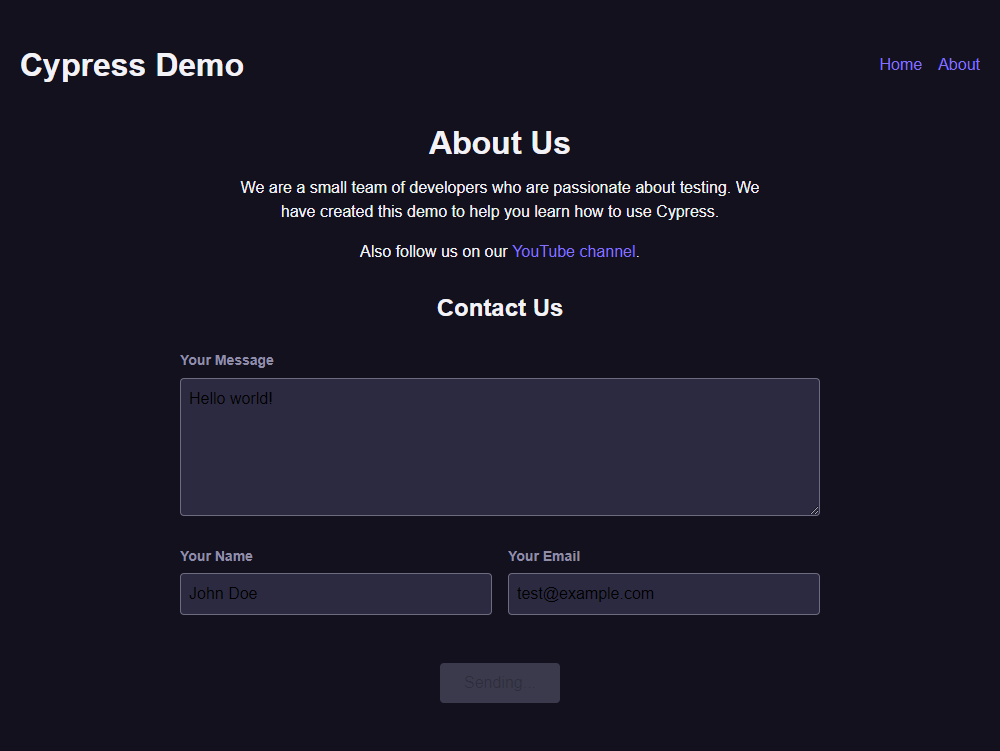 Cypress Demo
Home About
About Us
We are a small team of developers who are passionate about testing. We
have created this demo to help you learn how to use Cypress.
Also follow us on our YouTube channel.
Contact Us
Your Message
Hello world!
Your Name
Your Email
John Doe
test@example.com
Sending...